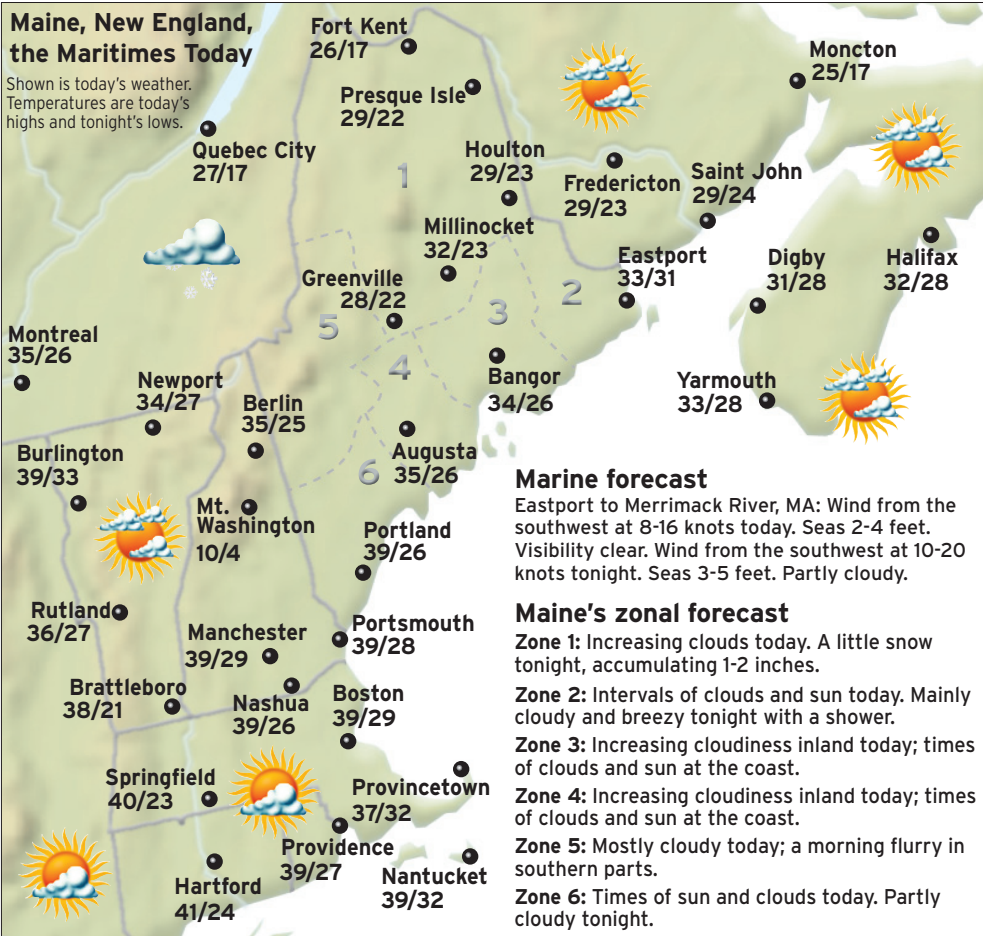 Maine, New England,
the Maritimes Today
Shown is today's weather.
Temperatures are today's
highs and tonight's lows.
Fort Kent
26/17
Moncton
25/17
Presque Isle
29/22
Quebec City
27/17
Houlton
29/23
1
Fredericton
29/23
Saint John
29/24
Millinocket
32/23
Greenville
28/22
Eastport
33/31
Digby
31/28
Halifax
32/28
2
3
5
4
Montreal
35/26
Newport
34/27
Berlin
35/25
Bangor
34/26
Yarmouth
33/28
Burlington
39/33
Augusta
35/26
6
Mt.
Washington
10/4
Portland
39/26
Rutland
36/27
Manchester
39/29
Portsmouth
39/28
Brattleboro
38/21
Nashua
39/26
Boston
39/29
Springfield
40/23
Provincetown
37/32
Providence
39/27
Hartford
41/24
Nantucket
39/32
Marine forecast
Eastport to Merrimack River, MA: Wind from the
southwest at 8-16 knots today. Seas 2-4 feet.
Visibility clear. Wind from the southwest at 10-20
knots tonight. Seas 3-5 feet. Partly cloudy.
Maine's zonal forecast
Zone 1: Increasing clouds today. A little snow
tonight, accumulating 1-2 inches.
Zone 2: Intervals of clouds and sun today. Mainly
cloudy and breezy tonight with a shower.
Zone 3: Increasing cloudiness inland today; times
of clouds and sun at the coast.
Zone 4: Increasing cloudiness inland today; times
of clouds and sun at the coast.
Zone 5: Mostly cloudy today; a morning flurry in
southern parts.
Zone 6: Times of sun and clouds today. Partly
cloudy tonight.